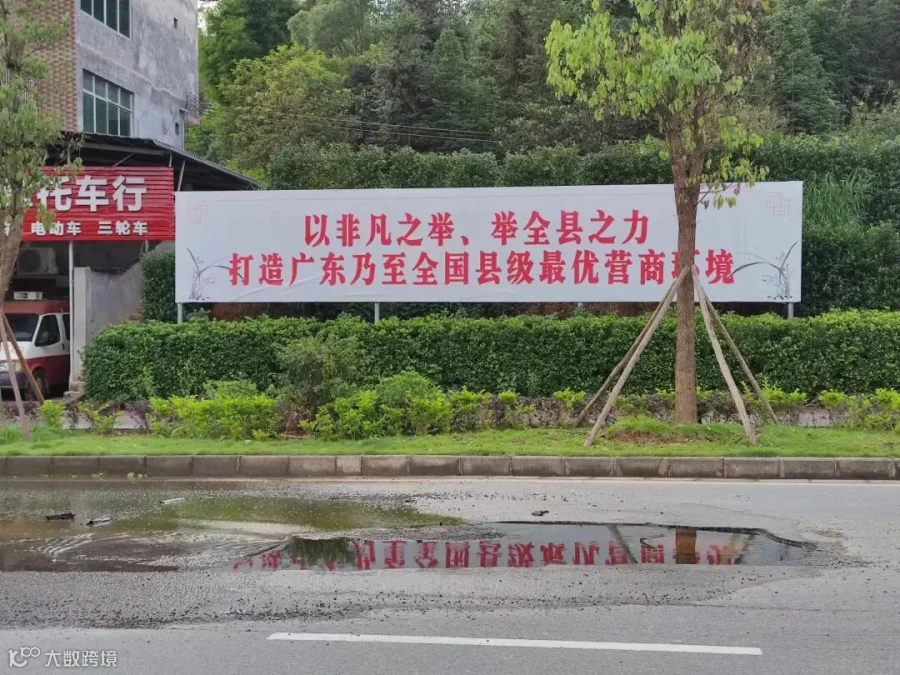 托车行
电动车 三轮车
以非凡之举、举全县之力
打造广东乃至全国县级最优营商环境
大数跨境